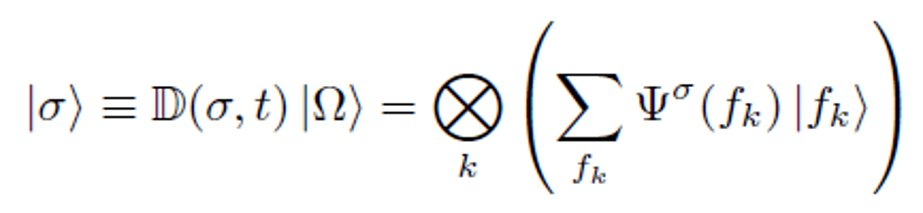 |σ⟩ ≡ 𝔻(σ, t) |Ω⟩ = ⨂_k ( ∑_{f_k} Ψ^σ(f_k) |f_k⟩ )